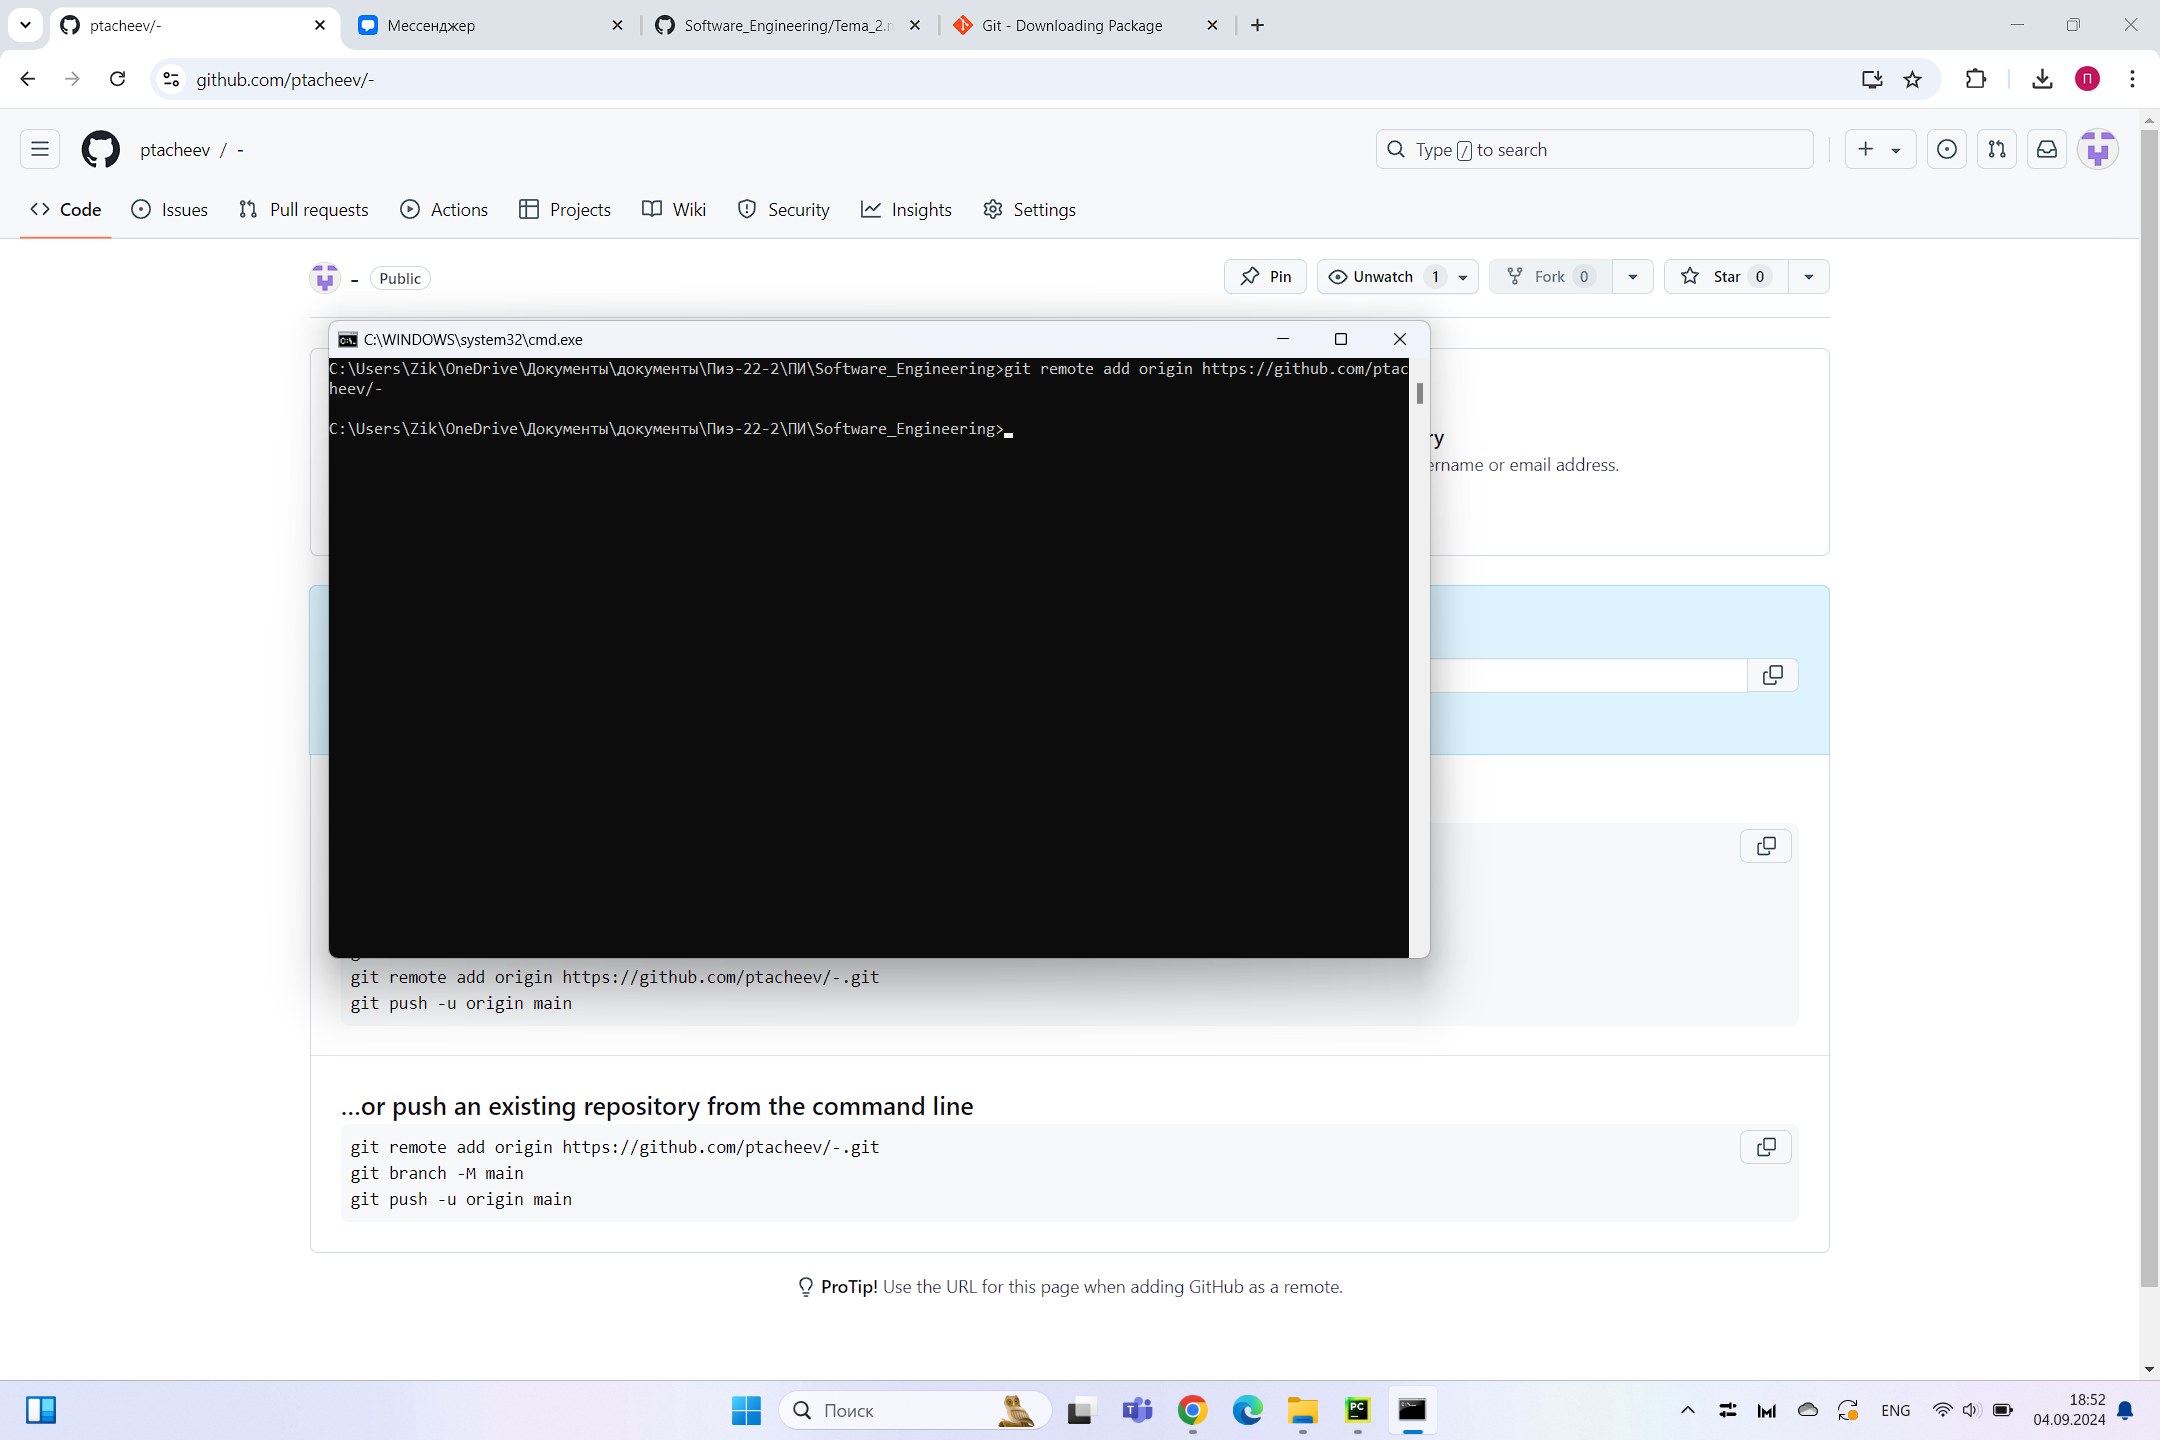 ptacheev/-
Мессенджер
Software_Engineering/Tema_2.m
Git - Downloading Package
github.com/ptacheev/-
П
ptacheev / -
Type / to search
Code
Issues
Pull requests
Actions
Projects
Wiki
Security
Insights
Settings
- Public
Pin
Unwatch 1
Fork 0
Star 0
C:\WINDOWS\system32\cmd.exe
C:\Users\Zik\OneDrive\Документы\документы\Пиэ-22-2\ПИ\Software_Engineering>git remote add origin https://github.com/ptac
heev/-
C:\Users\Zik\OneDrive\Документы\документы\Пиэ-22-2\ПИ\Software_Engineering>
ry
ername or email address.
git remote add origin https://github.com/ptacheev/-.git
git push -u origin main
...or push an existing repository from the command line
git remote add origin https://github.com/ptacheev/-.git
git branch -M main
git push -u origin main
ProTip! Use the URL for this page when adding GitHub as a remote.
Поиск
ENG
18:52
04.09.2024